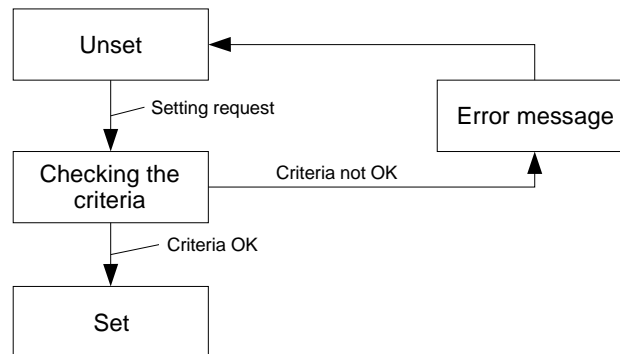 Unset
Setting request
Error message
Checking the
criteria
Criteria not OK
Criteria OK
Set